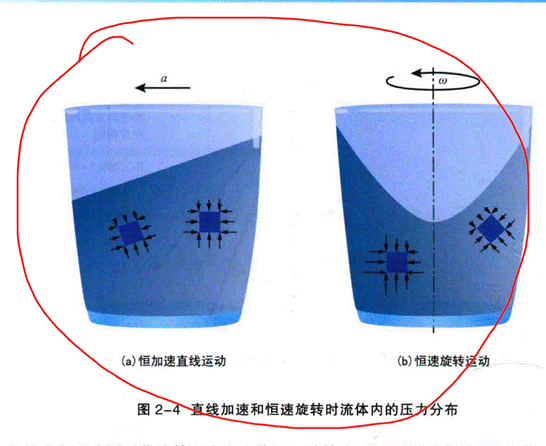 a
ω
(a)恒加速直线运动
(b)恒速旋转运动
图 2-4 直线加速和恒速旋转时流体内的压力分布